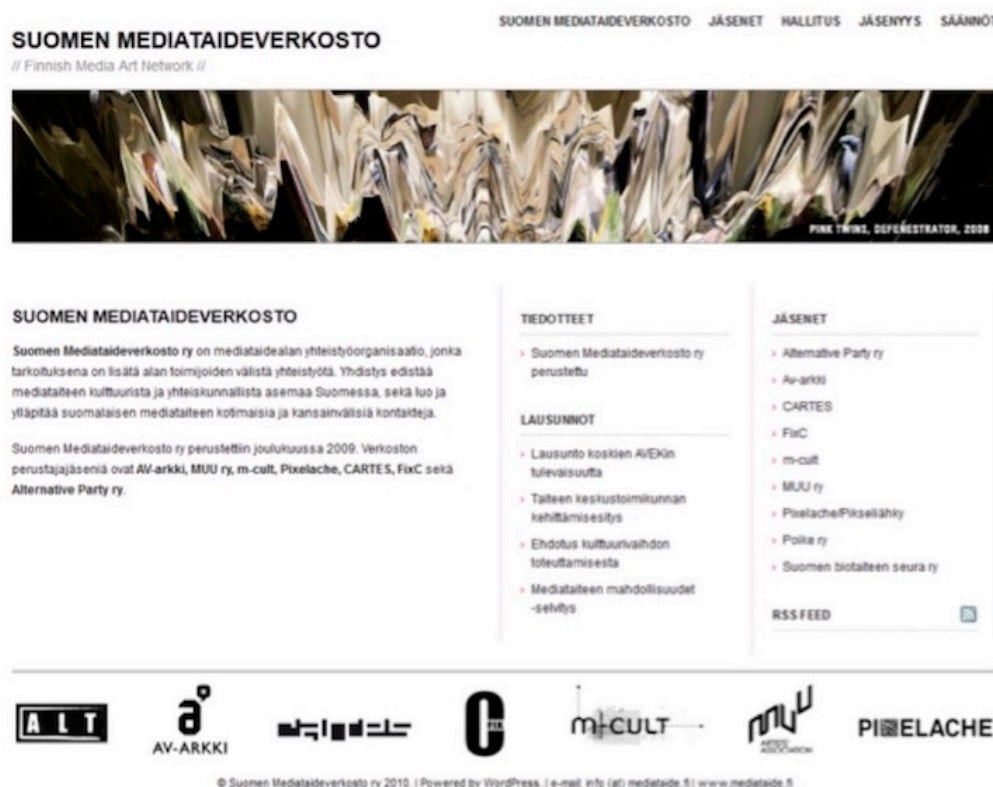 SUOMEN MEDIATAIDEVERKOSTO JÄSENET HALLITUS JÄSENYYS SÄÄNNÖT
SUOMEN MEDIATAIDEVERKOSTO
// Finnish Media Art Network //
PINK TWINS, DEFENESTRATOR, 2008
SUOMEN MEDIATAIDEVERKOSTO
Suomen Mediataideverkosto ry on mediataidealan yhteistyöorganisaatio, jonka
tarkoituksena on lisätä alan toimijoiden välistä yhteistyötä. Yhdistys edistää
mediataiteen kulttuurista ja yhteiskunnallista asemaa Suomessa, sekä luo ja
ylläpitää suomalaisen mediataiteen kotimaisia ja kansainvälisiä kontakteja.
Suomen Mediataideverkosto ry perustettiin joulukuussa 2009. Verkoston
perustajajäseniä ovat AV-arkki, MUU ry, m-cult, Pixelache, CARTES, FixC sekä
Alternative Party ry.
TIEDOTTEET
Suomen Mediataideverkosto ry
perustettu
LAUSUNNOT
Lausunto koskien AVEKin
tulevaisuutta
Taiteen keskustoimikunnan
kehittämisesitys
Ehdotus kulttuurivaihdon
toteuttamisesta
Mediataiteen mahdollisuudet
-selvitys
JÄSENET
Alternative Party ry
Av-arkki
CARTES
FixC
m-cult
MUU ry
Pixelache/Pikseliähky
Poike ry
Suomen biotaiteen seura ry
RSS FEED
ALT
AV-ARKKI
C FIX
m-CULT
MUU
ARTISTS'
ASSOCIATION
PIXELACHE
© Suomen Mediataideverkosto ry 2010. | Powered by WordPress. | e-mail: info (at) mediataide.fi | www.mediataide.fi